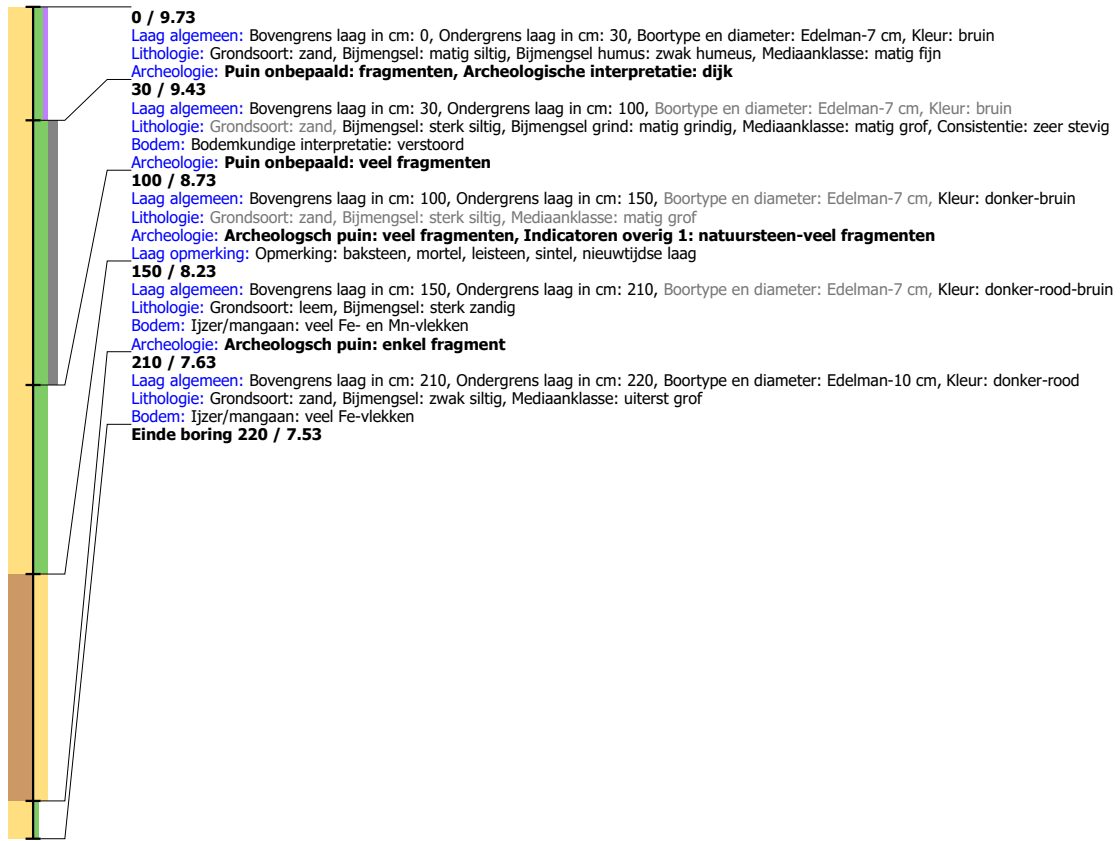 0 / 9.73
Laag algemeen: Bovengrens laag in cm: 0, Ondergrens laag in cm: 30, Boortype en diameter: Edelman-7 cm, Kleur: bruin
Lithologie: Grondsoort: zand, Bijmengsel: matig siltig, Bijmengsel humus: zwak humeus, Mediaanklasse: matig fijn
Archeologie: Puin onbepaald: fragmenten, Archeologische interpretatie: dijk
30 / 9.43
Laag algemeen: Bovengrens laag in cm: 30, Ondergrens laag in cm: 100, Boortype en diameter: Edelman-7 cm, Kleur: bruin
Lithologie: Grondsoort: zand, Bijmengsel: sterk siltig, Bijmengsel grind: matig grindig, Mediaanklasse: matig grof, Consistentie: zeer stevig
Bodem: Bodemkundige interpretatie: verstoord
Archeologie: Puin onbepaald: veel fragmenten
100 / 8.73
Laag algemeen: Bovengrens laag in cm: 100, Ondergrens laag in cm: 150, Boortype en diameter: Edelman-7 cm, Kleur: donker-bruin
Lithologie: Grondsoort: zand, Bijmengsel: sterk siltig, Mediaanklasse: matig grof
Archeologie: Archeologsch puin: veel fragmenten, Indicatoren overig 1: natuursteen-veel fragmenten
Laag opmerking: Opmerking: baksteen, mortel, leisteen, sintel, nieuwtijdse laag
150 / 8.23
Laag algemeen: Bovengrens laag in cm: 150, Ondergrens laag in cm: 210, Boortype en diameter: Edelman-7 cm, Kleur: donker-rood-bruin
Lithologie: Grondsoort: leem, Bijmengsel: sterk zandig
Bodem: Ijzer/mangaan: veel Fe- en Mn-vlekken
Archeologie: Archeologsch puin: enkel fragment
210 / 7.63
Laag algemeen: Bovengrens laag in cm: 210, Ondergrens laag in cm: 220, Boortype en diameter: Edelman-10 cm, Kleur: donker-rood
Lithologie: Grondsoort: zand, Bijmengsel: zwak siltig, Mediaanklasse: uiterst grof
Bodem: Ijzer/mangaan: veel Fe-vlekken
Einde boring 220 / 7.53